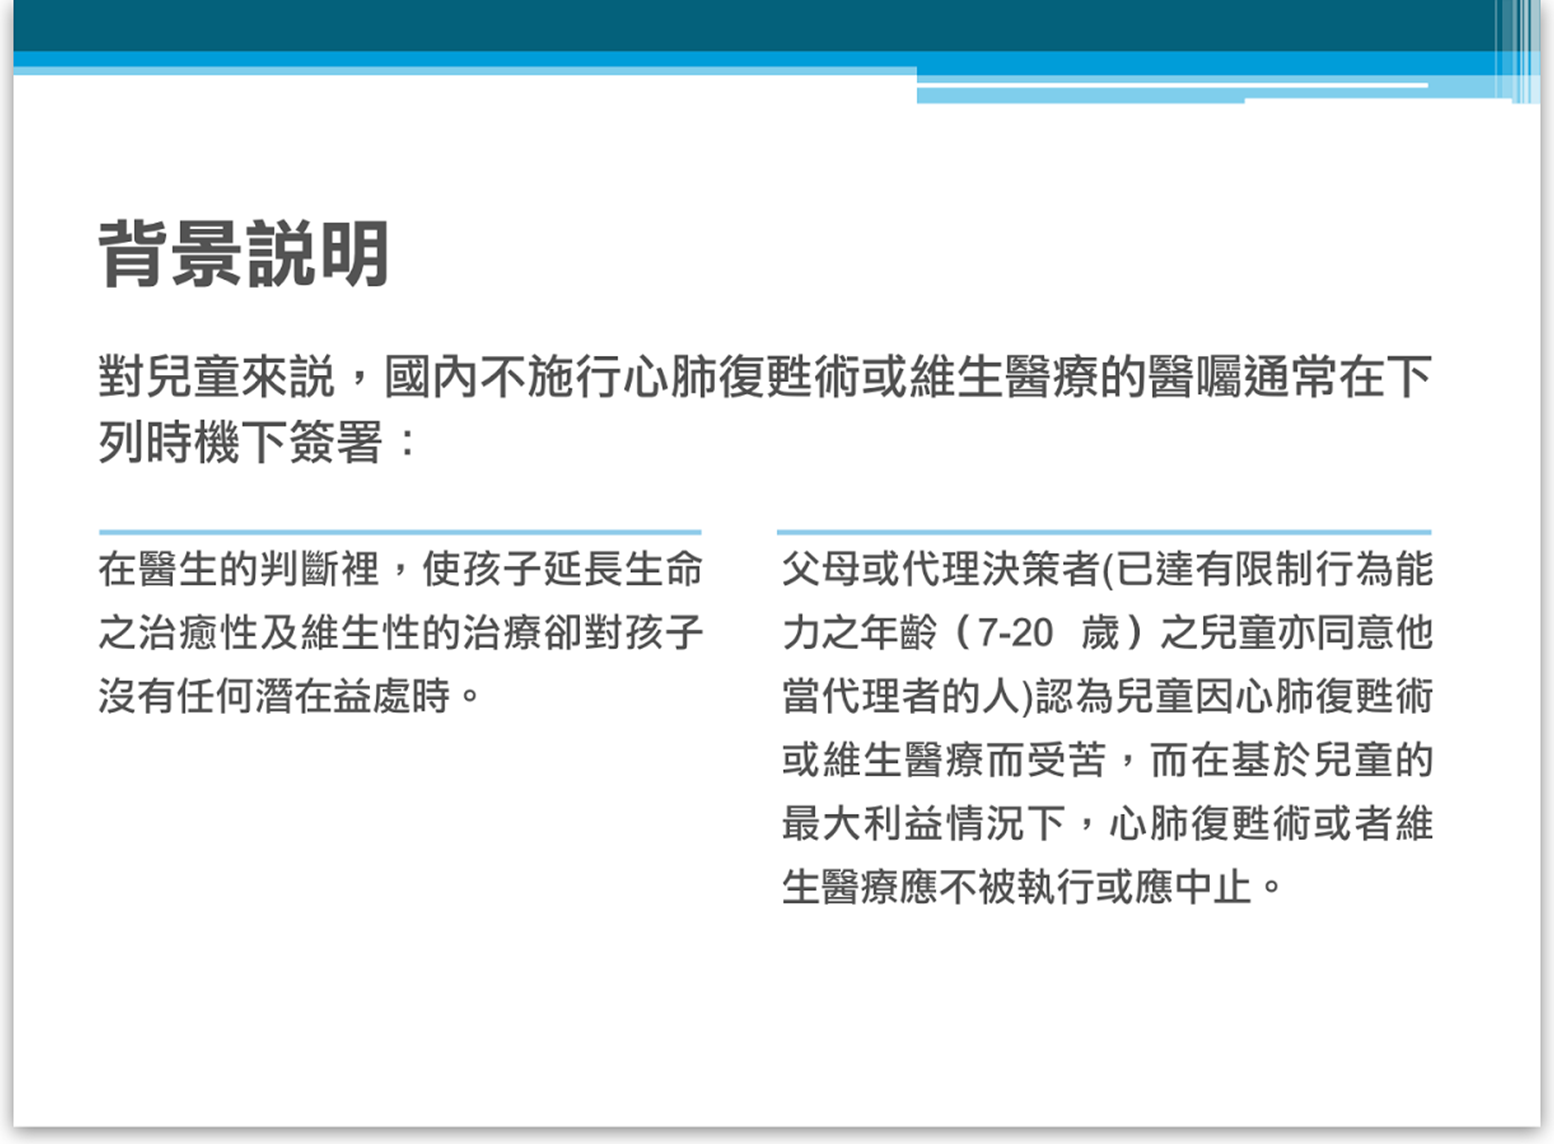 背景説明
對兒童來説，國內不施行心肺復甦術或維生醫療的醫囑通常在下
列時機下簽署：
在醫生的判斷裡，使孩子延長生命
之治癒性及維生性的治療卻對孩子
沒有任何潛在益處時。
父母或代理決策者(已達有限制行為能
力之年齡（7-20 歲）之兒童亦同意他
當代理者的人)認為兒童因心肺復甦術
或維生醫療而受苦，而在基於兒童的
最大利益情況下，心肺復甦術或者維
生醫療應不被執行或應中止。